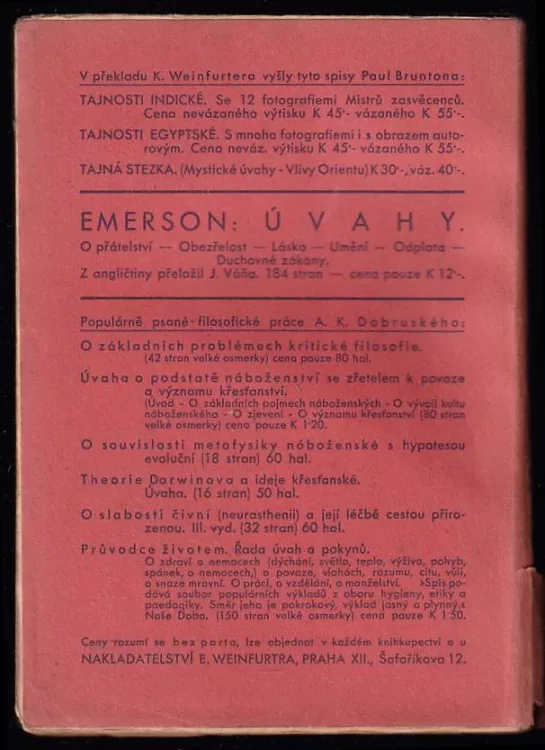 V překladu K. Weinfurtera vyšly tyto spisy Paul Bruntona:
TAJNOSTI INDICKÉ. Se 12 fotografiemi Mistrů zasvěcenců.
Cena nevázaného výtisku K 45·-, vázaného K 55·-.
TAJNOSTI EGYPTSKÉ. S mnoha fotografiemi i s obrazem auto-
rovým. Cena neváz. výtisku K 45·- vázaného K 55·-.
TAJNÁ STEZKA. (Mystické úvahy - Vlivy Orientu) K 30·-, váz. 40·-.
EMERSON: ÚVAHY.
O přátelství — Obezřelost — Láska — Umění — Odplata —
Duchovné zákony.
Z angličtiny přeložil J. Váňa. 184 stran — cena pouze K 12·-.
Populárně psané filosofické práce A. K. Dobruského:
O základních problémech kritické filosofie.
(42 stran velké osmerky) cena pouze 80 hal.
Úvaha o podstatě náboženství se zřetelem k povaze
a významu křesťanství.
(Úvod - O základních pojmech náboženských - O vývoji kultu
náboženského - O zjevení - O významu křesťanství (80 stran
velké osmerky) cena pouze K 1·20.
O souvislosti metafysiky náboženské s hypotesou
evoluční (18 stran) 60 hal.
Theorie Darwinova a ideje křesťanské.
Úvaha. (16 stran) 50 hal.
O slabosti čivní (neurasthenii) a její léčbě cestou přiro-
zenou. III. vyd. (32 stran) 60 hal.
Průvodce životem. Řada úvah a pokynů.
O zdraví a nemocech (dýchání, světlo, teplo, výživa, pohyb,
spánek, o nemocech,) o povaze, vlohách, rozumu, citu, vůli,
o snaze mravní. O práci, o vzdělání, o manželství. »Spis po-
dává soubor populárních výkladů z oboru hygieny, etiky a
paedagiky. Směr jeho je pokrokový, výklad jasný a plynný.«
Naše Doba. (150 stran velké osmerky) cena pouze K 1·50.
Ceny rozumí se bez porta, lze objednat v každém knihkupectví a u
NAKLADATELSTVÍ E. WEINFURTRA, PRAHA XII., Šafaříkova 12.